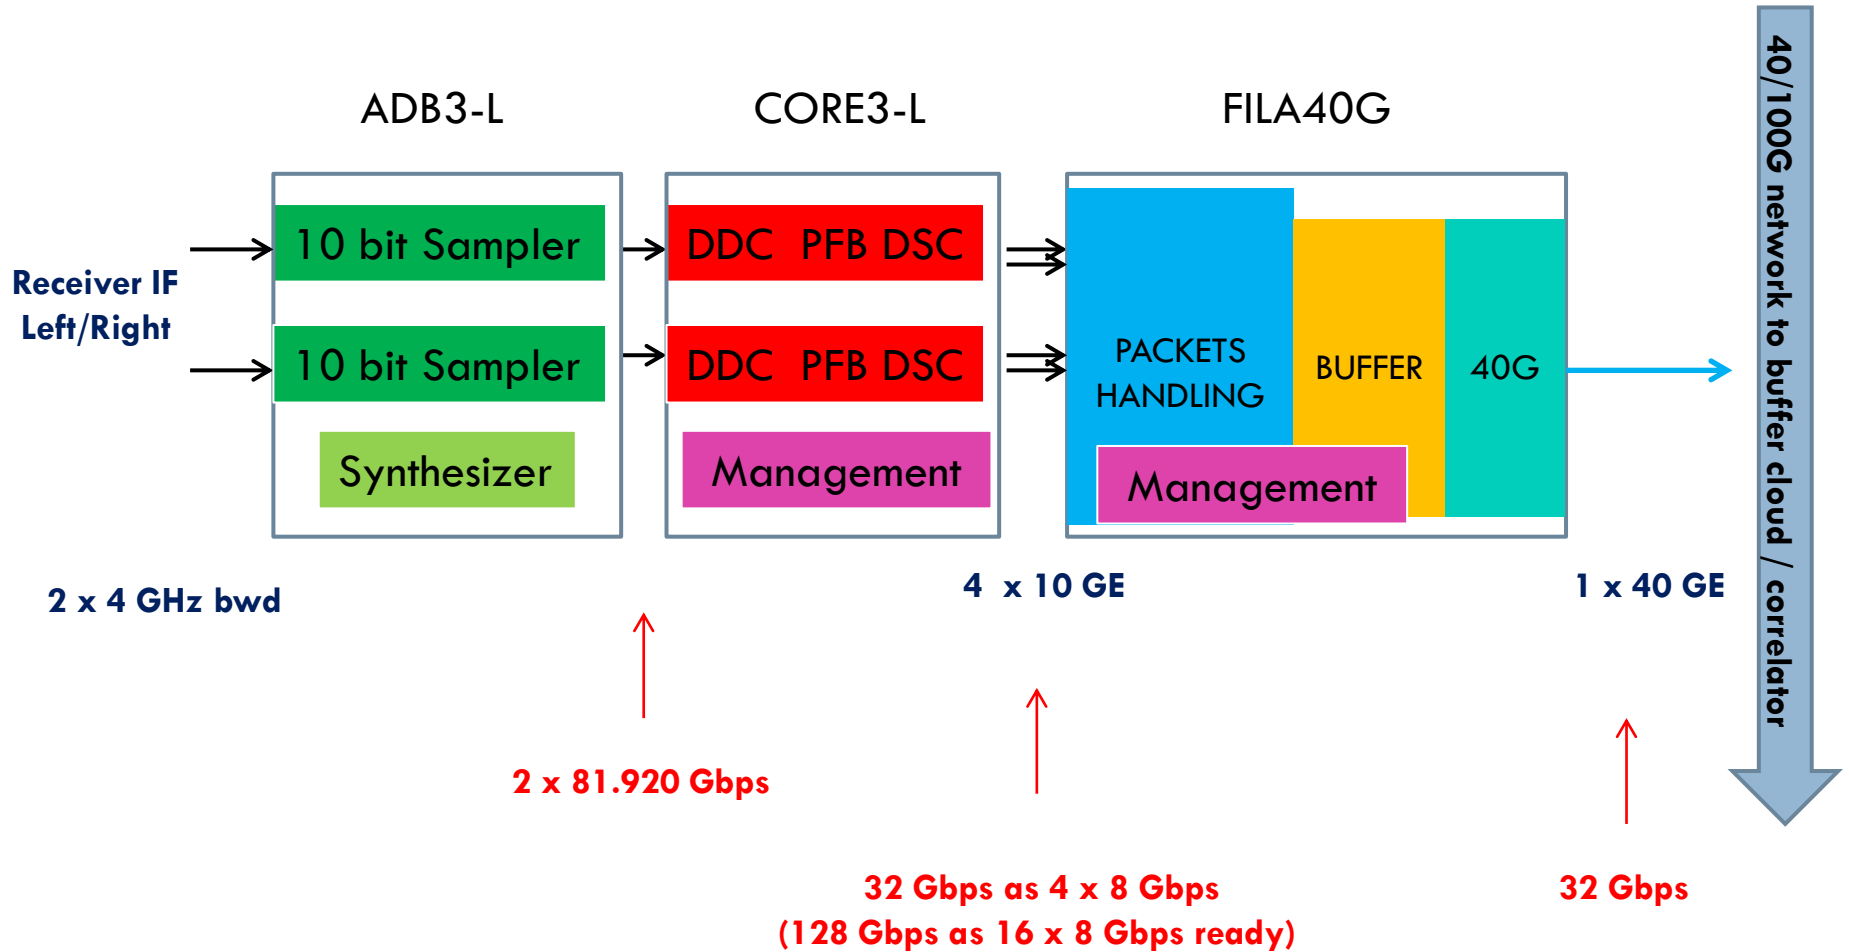 ADB3-L
CORE3-L
FILA40G
40/100G network to buffer cloud / correlator
Receiver IF
Left/Right
10 bit Sampler
10 bit Sampler
Synthesizer
DDC PFB DSC
DDC PFB DSC
Management
PACKETS
HANDLING
BUFFER
40G
Management
2 x 4 GHz bwd
4 x 10 GE
1 x 40 GE
2 x 81.920 Gbps
32 Gbps as 4 x 8 Gbps
(128 Gbps as 16 x 8 Gbps ready)
32 Gbps